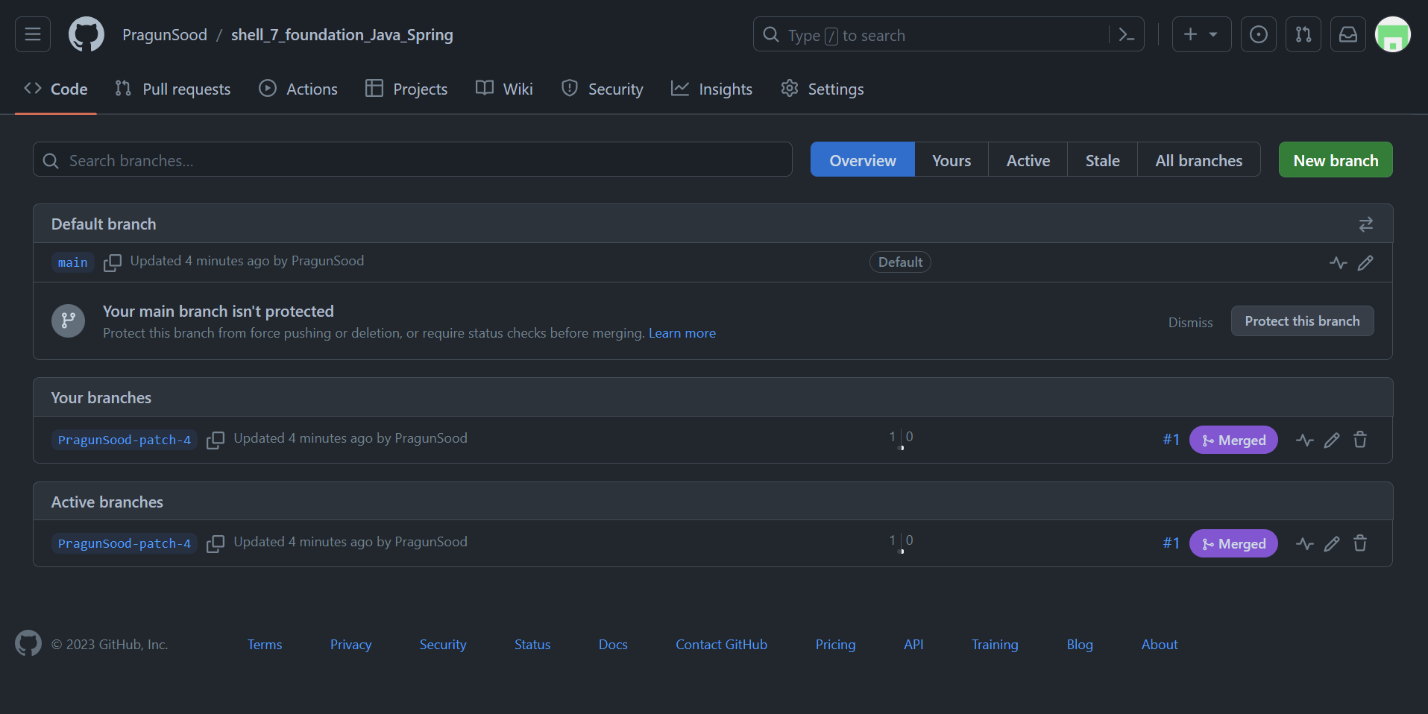 PragunSood / shell_7_foundation_Java_Spring Type / to search
Code Pull requests Actions Projects Wiki Security Insights Settings
Search branches... Overview Yours Active Stale All branches New branch
Default branch
main Updated 4 minutes ago by PragunSood Default
Your main branch isn't protected
Protect this branch from force pushing or deletion, or require status checks before merging. Learn more Dismiss Protect this branch
Your branches
PragunSood-patch-4 Updated 4 minutes ago by PragunSood 1 | 0 #1 Merged
Active branches
PragunSood-patch-4 Updated 4 minutes ago by PragunSood 1 | 0 #1 Merged
© 2023 GitHub, Inc. Terms Privacy Security Status Docs Contact GitHub Pricing API Training Blog About